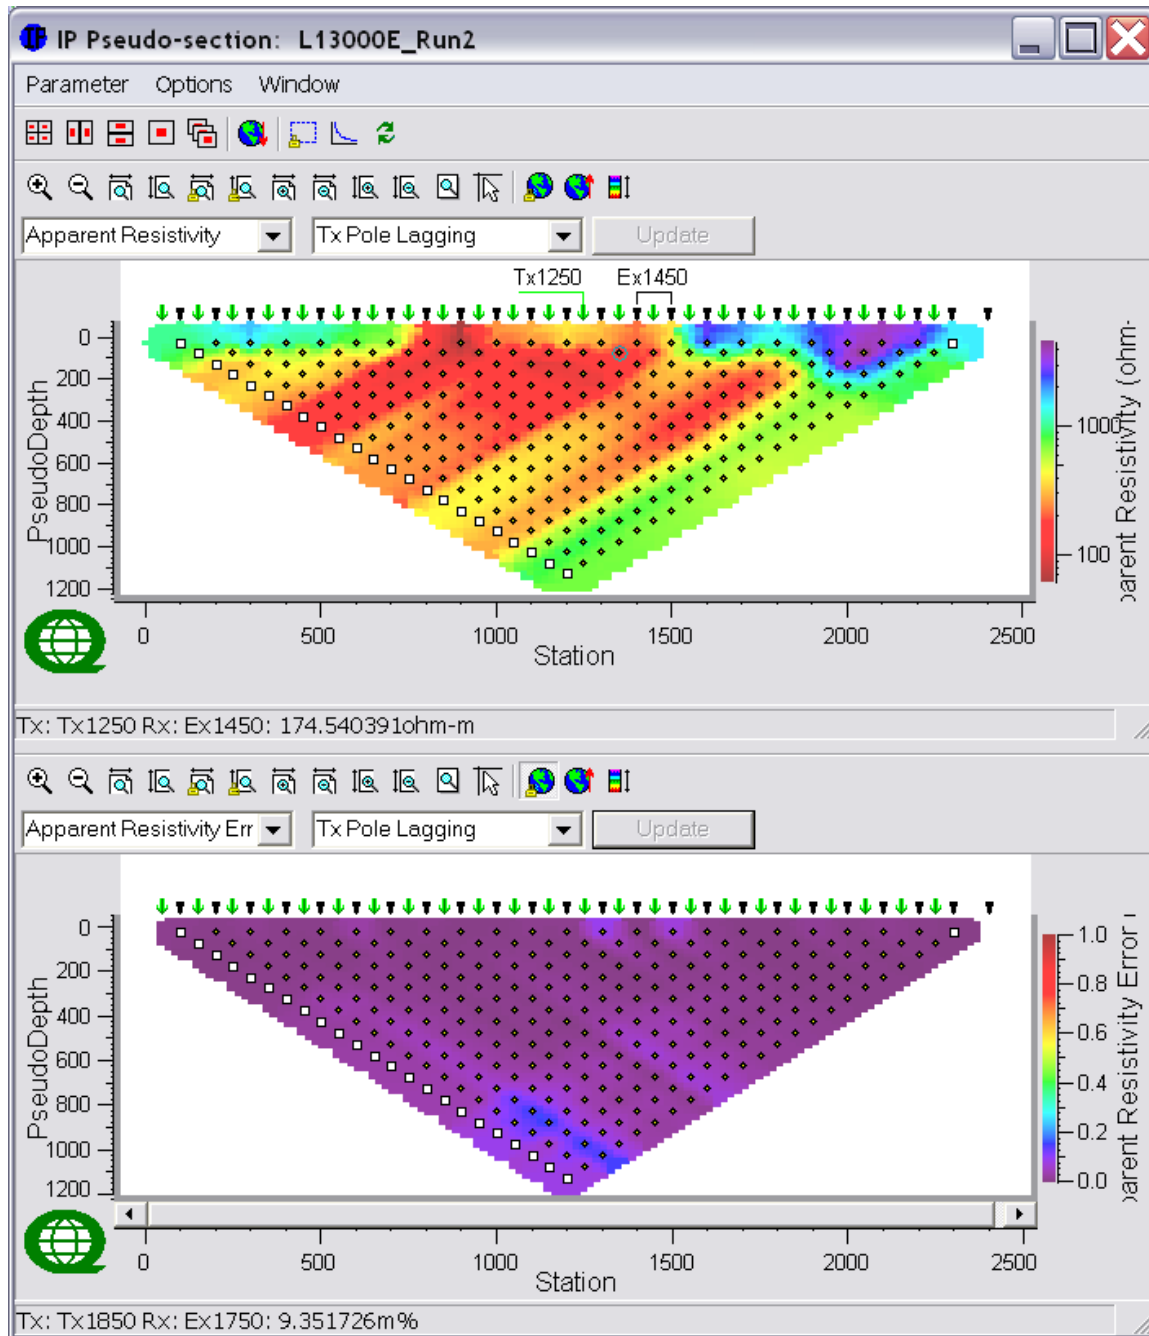 IP Pseudo-section: L13000E_Run2
Parameter Options Window
Apparent Resistivity Tx Pole Lagging Update
Tx1250 Ex1450
0
200
400
600
800
1000
1200
PseudoDepth
0 500 1000 1500 2000 2500
Station
1000
100
parent Resistivity (ohm-
Tx: Tx1250 Rx: Ex1450: 174.540391ohm-m
Apparent Resistivity Err Tx Pole Lagging Update
0
200
400
600
800
1000
1200
PseudoDepth
0 500 1000 1500 2000 2500
Station
1.0
0.8
0.6
0.4
0.2
0.0
parent Resistivity Error
Tx: Tx1850 Rx: Ex1750: 9.351726m%